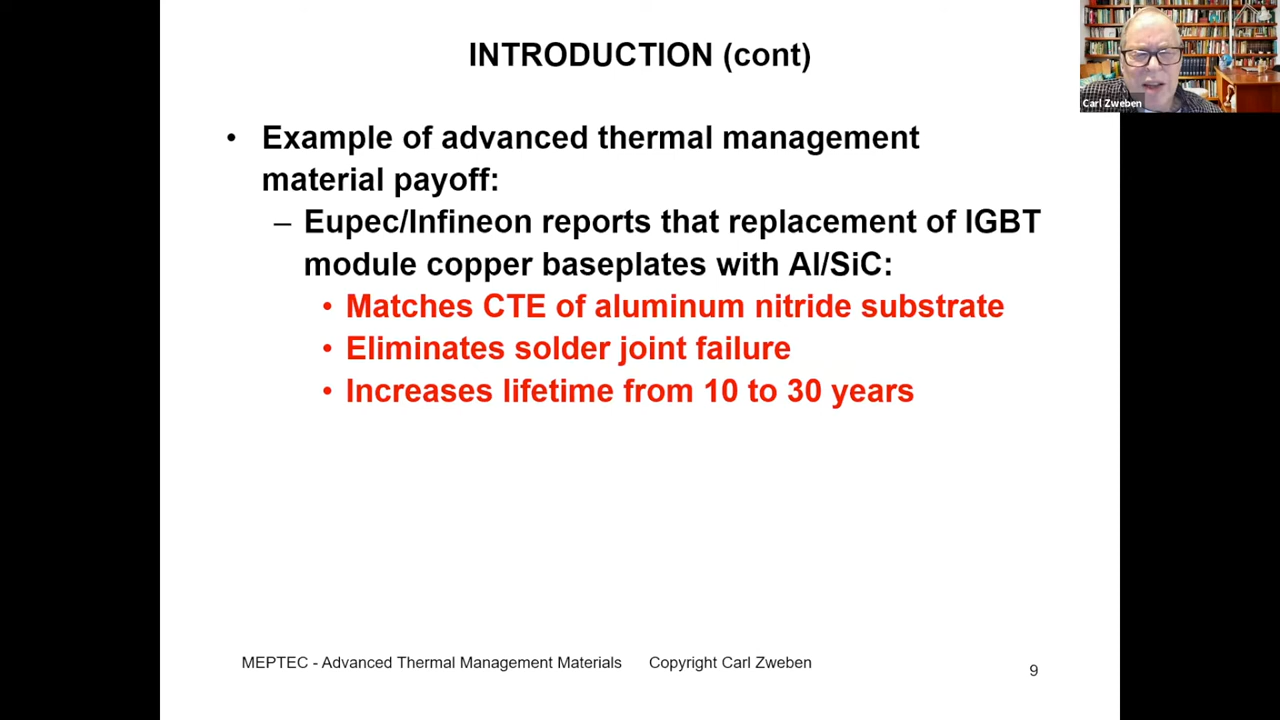 INTRODUCTION (cont)
Carl Zweben
• Example of advanced thermal management
material payoff:
– Eupec/Infineon reports that replacement of IGBT
module copper baseplates with Al/SiC:
• Matches CTE of aluminum nitride substrate
• Eliminates solder joint failure
• Increases lifetime from 10 to 30 years
MEPTEC - Advanced Thermal Management Materials Copyright Carl Zweben
9